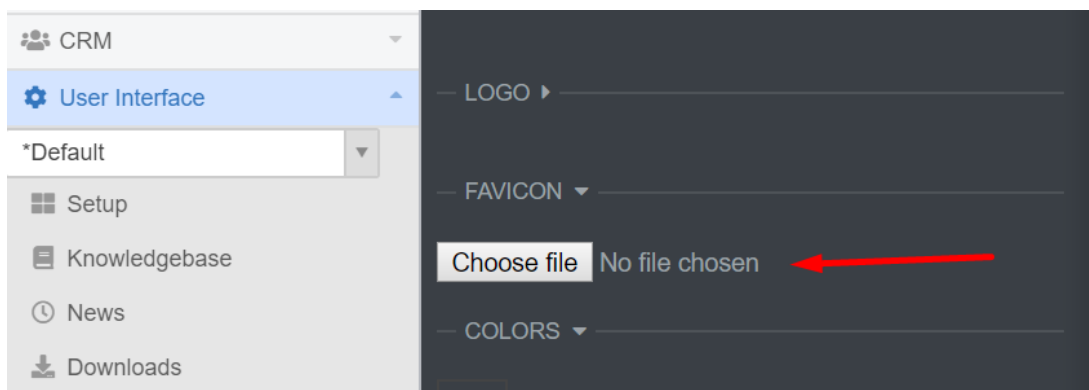 CRM
User Interface
*Default
Setup
Knowledgebase
News
Downloads
LOGO
FAVICON
Choose file No file chosen
COLORS